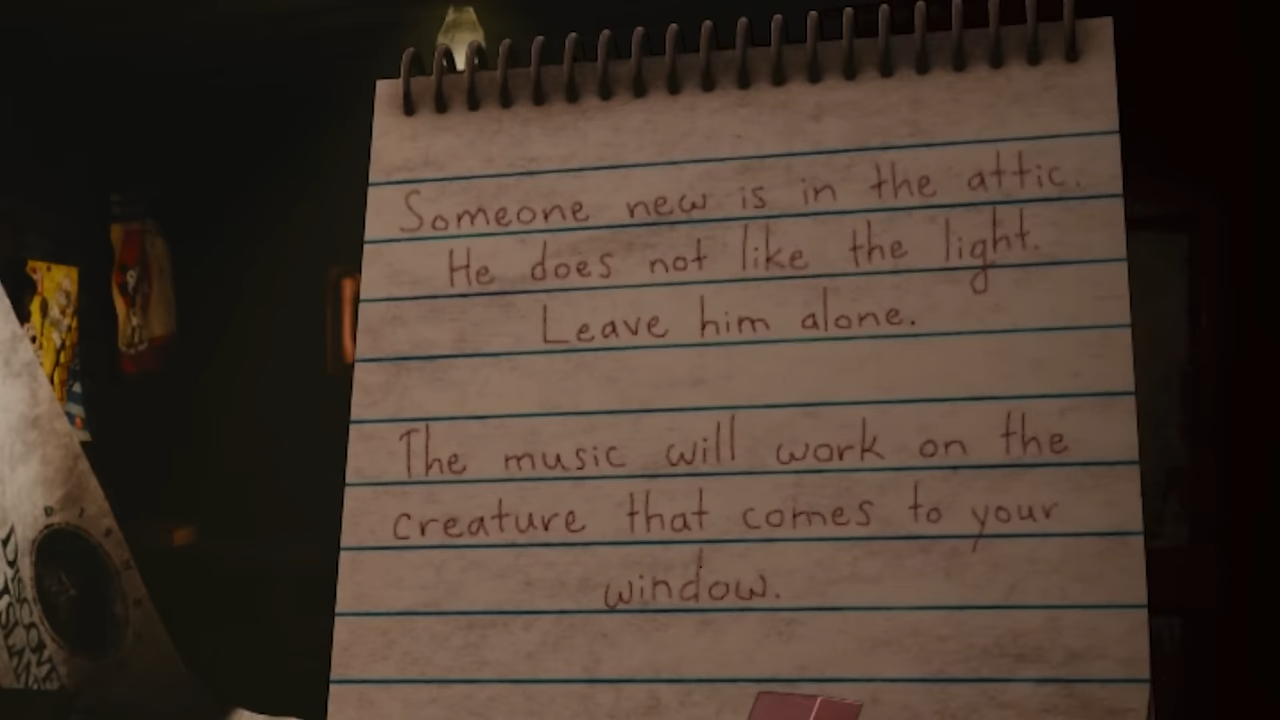 Someone new is in the attic.
He does not like the light.
Leave him alone.
The music will work on the
creature that comes to your
window.